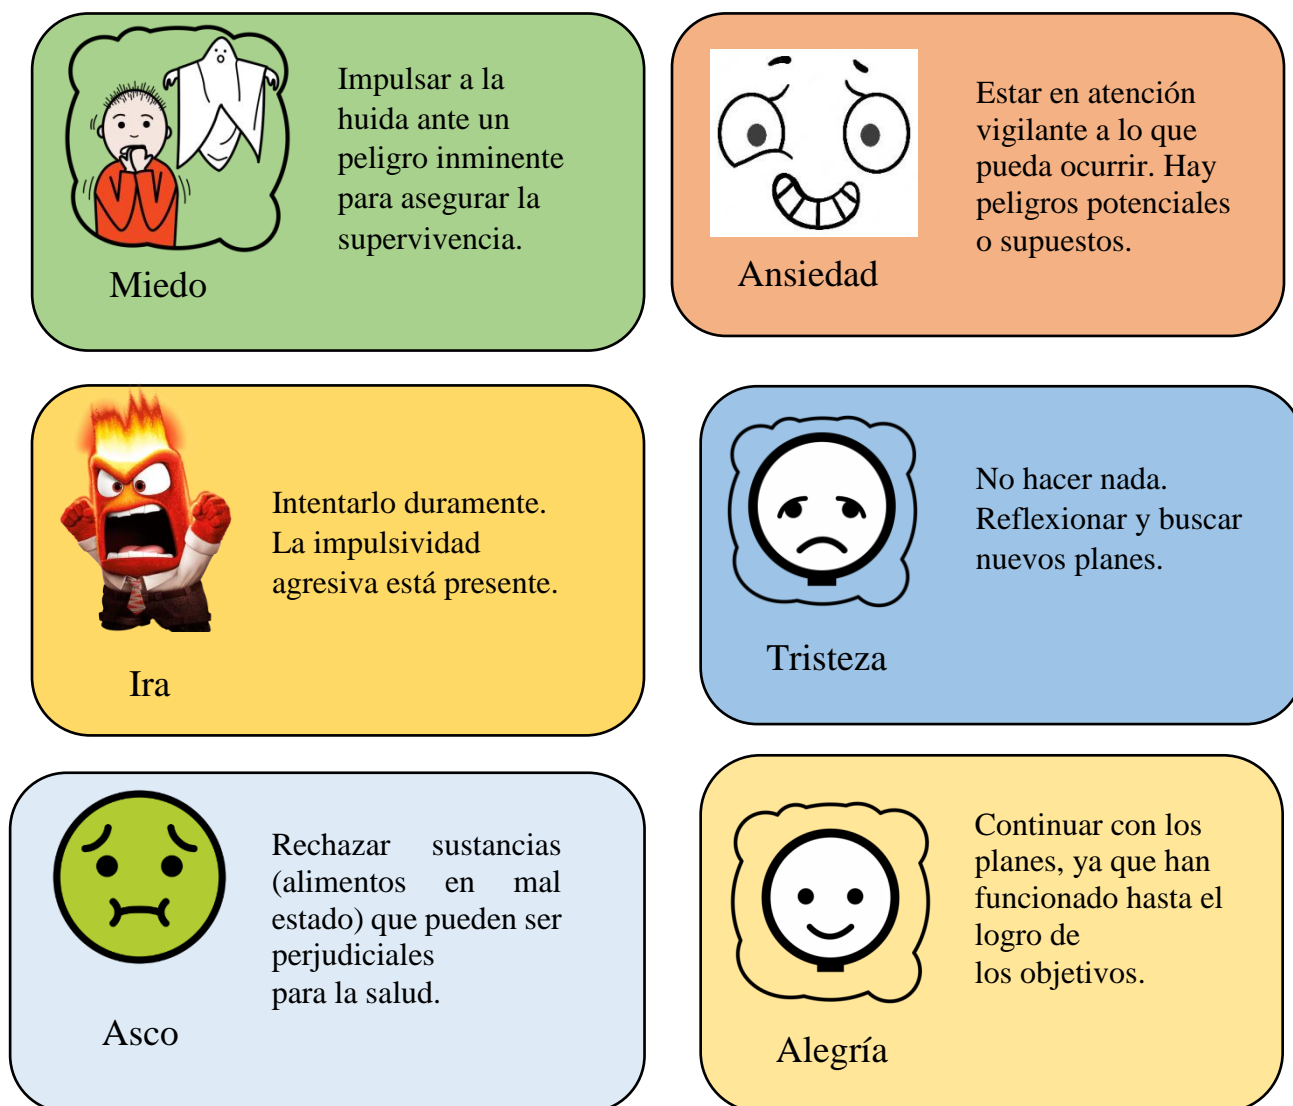 Impulsar a la
huida ante un
peligro inminente
para asegurar la
supervivencia.
Miedo
Estar en atención
vigilante a lo que
pueda ocurrir. Hay
peligros potenciales
o supuestos.
Ansiedad
Intentarlo duramente.
La impulsividad
agresiva está presente.
Ira
No hacer nada.
Reflexionar y buscar
nuevos planes.
Tristeza
Rechazar sustancias
(alimentos en mal
estado) que pueden ser
perjudiciales
para la salud.
Asco
Continuar con los
planes, ya que han
funcionado hasta el
logro de
los objetivos.
Alegría